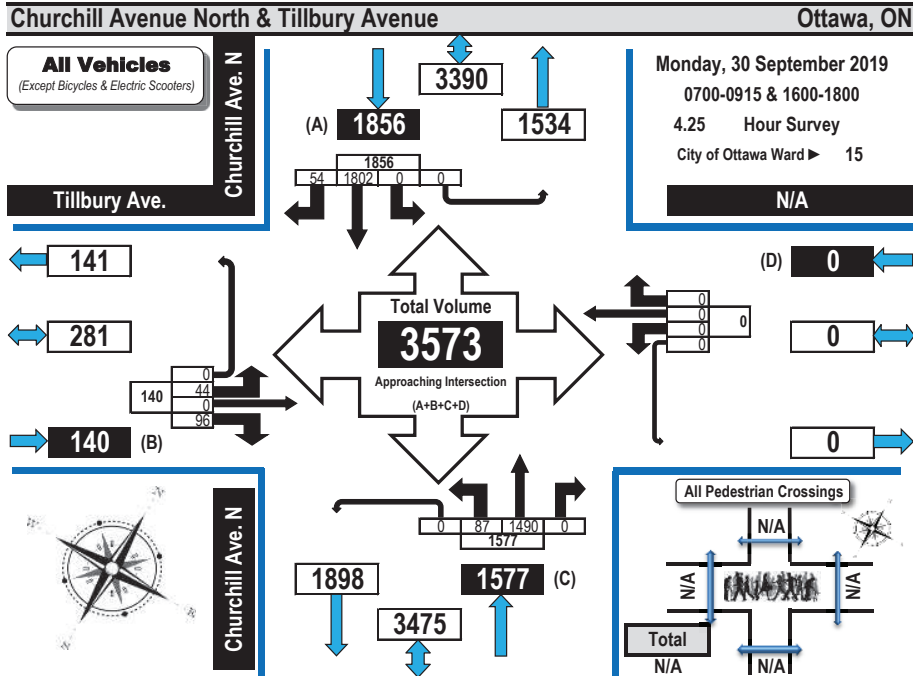 Churchill Avenue North & Tillbury Avenue Ottawa, ON
All Vehicles
(Except Bicycles & Electric Scooters)
Churchill Ave. N
Tillbury Ave.
3390
(A) 1856
1534
1856
54 1802 0 0
Monday, 30 September 2019
0700-0915 & 1600-1800
4.25 Hour Survey
City of Ottawa Ward ► 15
N/A
141
281
140
0
44
0
96
140 (B)
Total Volume
3573
Approaching Intersection
(A+B+C+D)
(D) 0
0
0
0
0
0
0
0
Churchill Ave. N
0 87 1490 0
1577
1898
1577 (C)
3475
All Pedestrian Crossings
N/A
N/A
N/A
Total
N/A
N/A